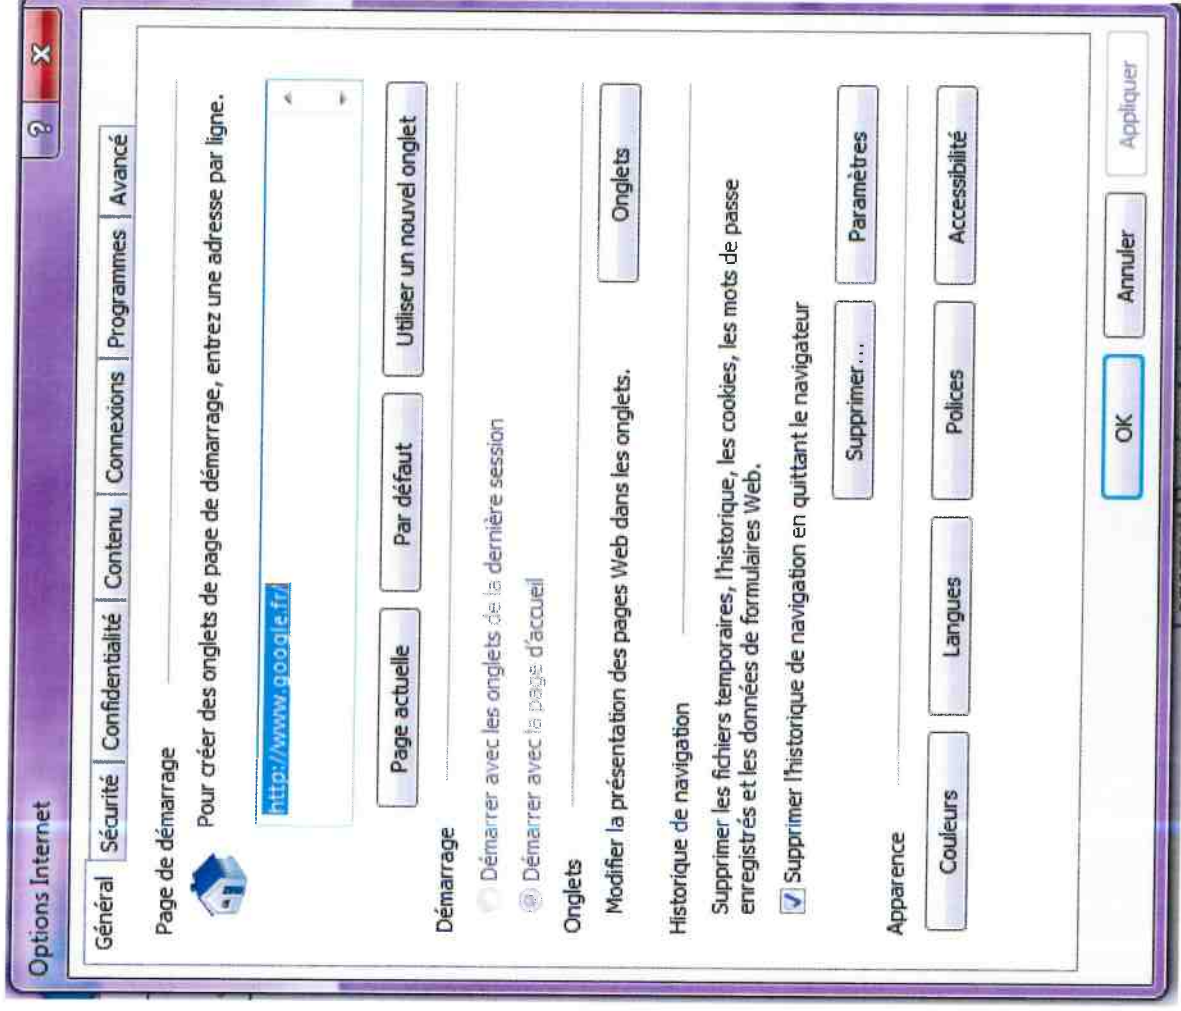 Options Internet
?
x
Général
Sécurité
Confidentialité
Contenu
Connexions
Programmes
Avancé
Page de démarrage
Pour créer des onglets de page de démarrage, entrez une adresse par ligne.
http://www.google.fr/
Page actuelle
Par défaut
Utiliser un nouvel onglet
Démarrage
Démarrer avec les onglets de la dernière session
Démarrer avec la page d'accueil
Onglets
Modifier la présentation des pages Web dans les onglets.
Onglets
Historique de navigation
Supprimer les fichiers temporaires, l'historique, les cookies, les mots de passe
enregistrés et les données de formulaires Web.
Supprimer l'historique de navigation en quittant le navigateur
Supprimer...
Paramètres
Apparence
Couleurs
Langues
Polices
Accessibilité
OK
Annuler
Appliquer